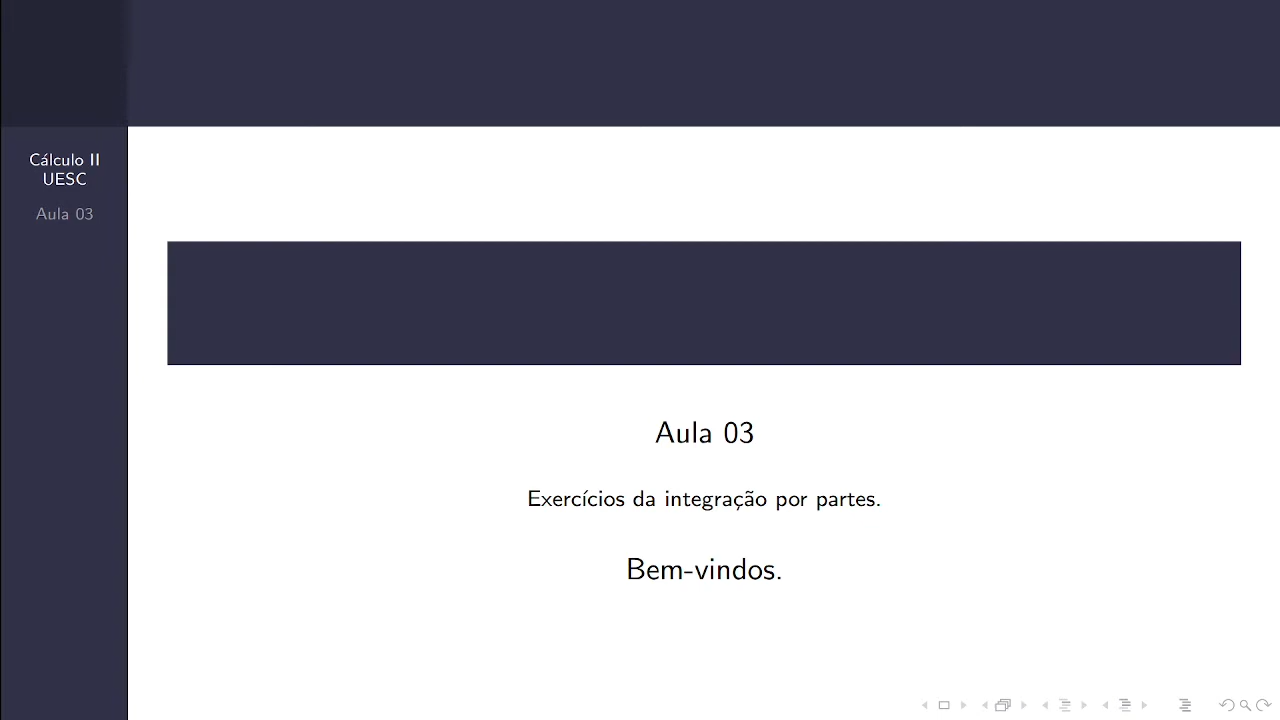 Cálculo II
UESC
Aula 03
Aula 03
Exercícios da integração por partes.
Bem-vindos.